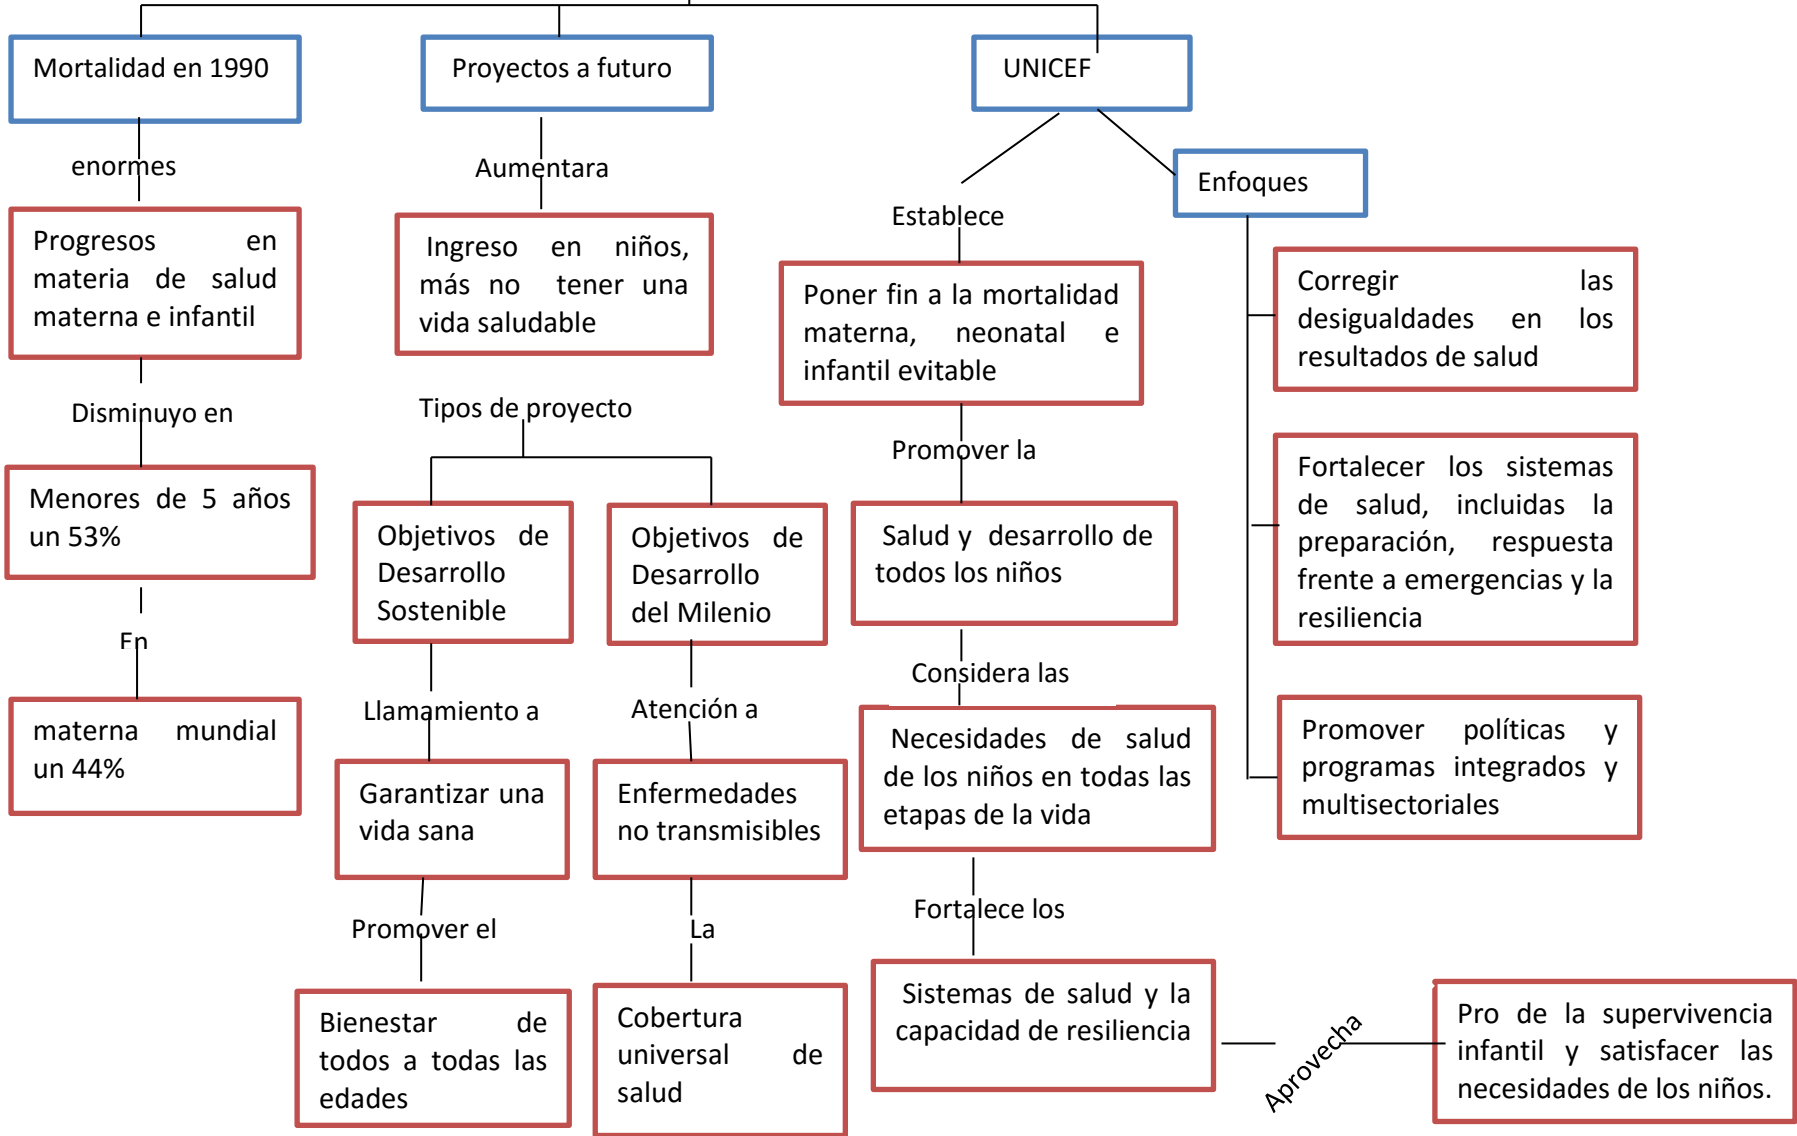 Mortalidad en 1990
enormes
Progresos en
materia de salud
materna e infantil
Disminuyo en
Menores de 5 años
un 53%
En
materna mundial
un 44%
Proyectos a futuro
Aumentara
Ingreso en niños,
más no tener una
vida saludable
Tipos de proyecto
Objetivos de
Desarrollo
Sostenible
Llamamiento a
Garantizar una
vida sana
Promover el
Bienestar de
todos a todas las
edades
Objetivos de
Desarrollo
del Milenio
Atención a
Enfermedades
no transmisibles
La
Cobertura
universal de
salud
UNICEF
Establece
Poner fin a la mortalidad
materna, neonatal e
infantil evitable
Promover la
Salud y desarrollo de
todos los niños
Considera las
Necesidades de salud
de los niños en todas las
etapas de la vida
Fortalece los
Sistemas de salud y la
capacidad de resiliencia
Aprovecha
Pro de la supervivencia
infantil y satisfacer las
necesidades de los niños.
Enfoques
Corregir las
desigualdades en los
resultados de salud
Fortalecer los sistemas
de salud, incluidas la
preparación, respuesta
frente a emergencias y la
resiliencia
Promover políticas y
programas integrados y
multisectoriales